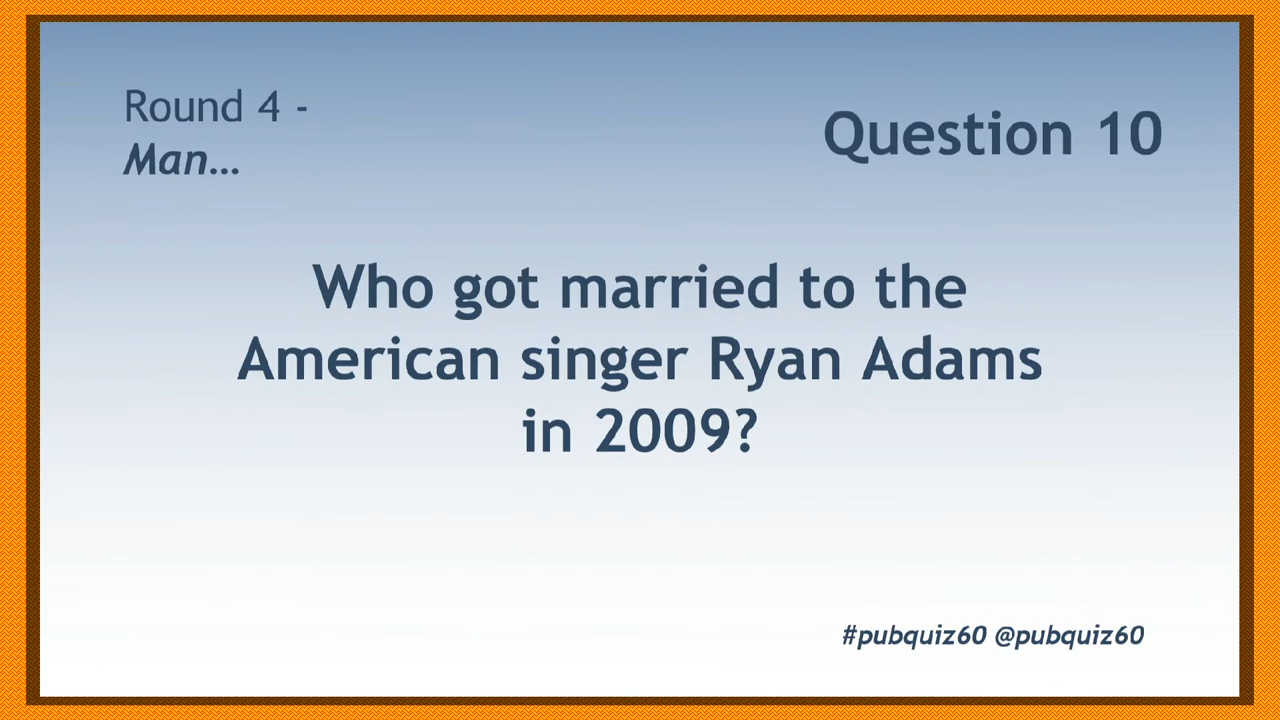 Round 4 -
Man...
Question 10
Who got married to the
American singer Ryan Adams
in 2009?
#pubquiz60 @pubquiz60